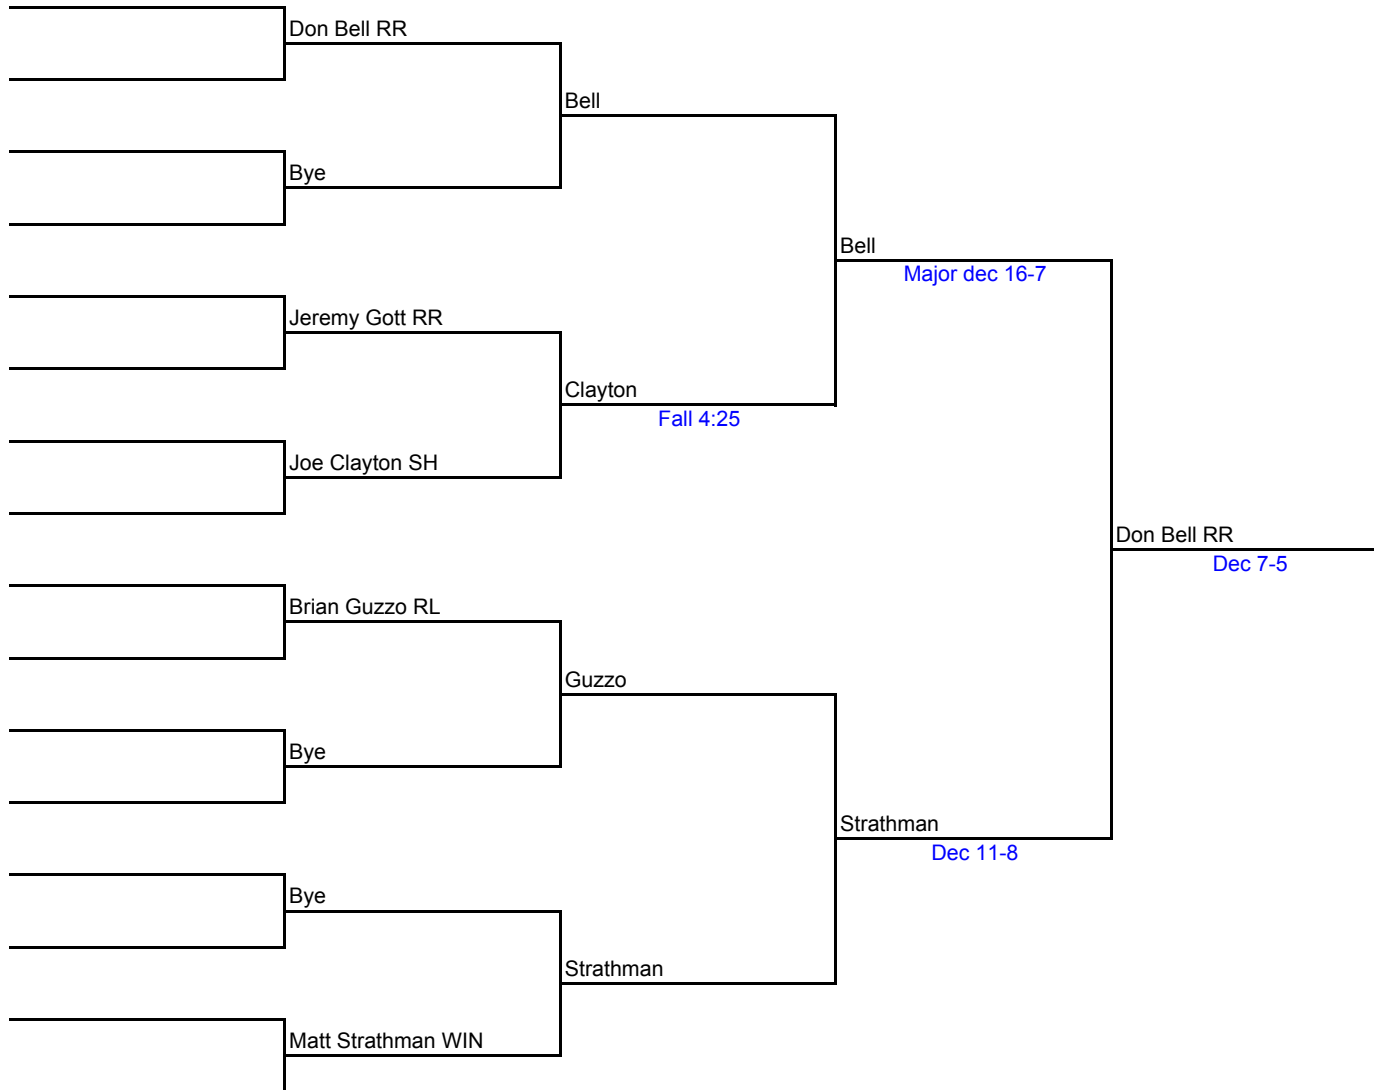 Don Bell RR
Bell
Bye
Bell
Major dec 16-7
Jeremy Gott RR
Clayton
Fall 4:25
Joe Clayton SH
Don Bell RR
Dec 7-5
Brian Guzzo RL
Guzzo
Bye
Strathman
Dec 11-8
Bye
Strathman
Matt Strathman WIN